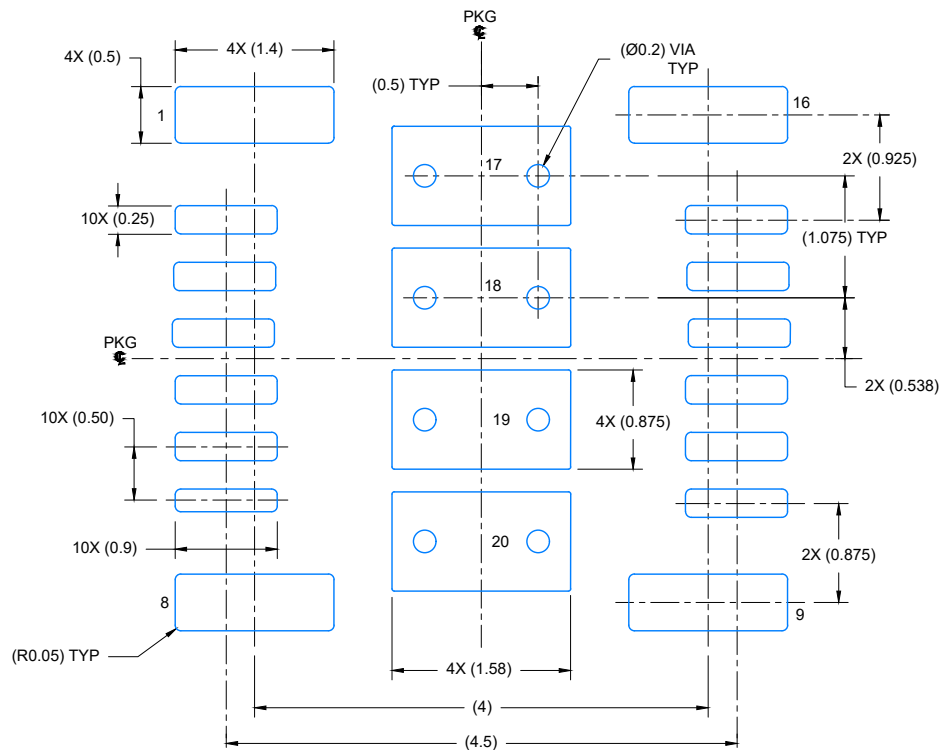 PKG
4X (0.5)
4X (1.4)
(Ø0.2) VIA
TYP
(0.5) TYP
1
16
17
2X (0.925)
10X (0.25)
(1.075) TYP
18
PKG
2X (0.538)
10X (0.50)
19
4X (0.875)
20
10X (0.9)
2X (0.875)
8
9
(R0.05) TYP
4X (1.58)
(4)
(4.5)